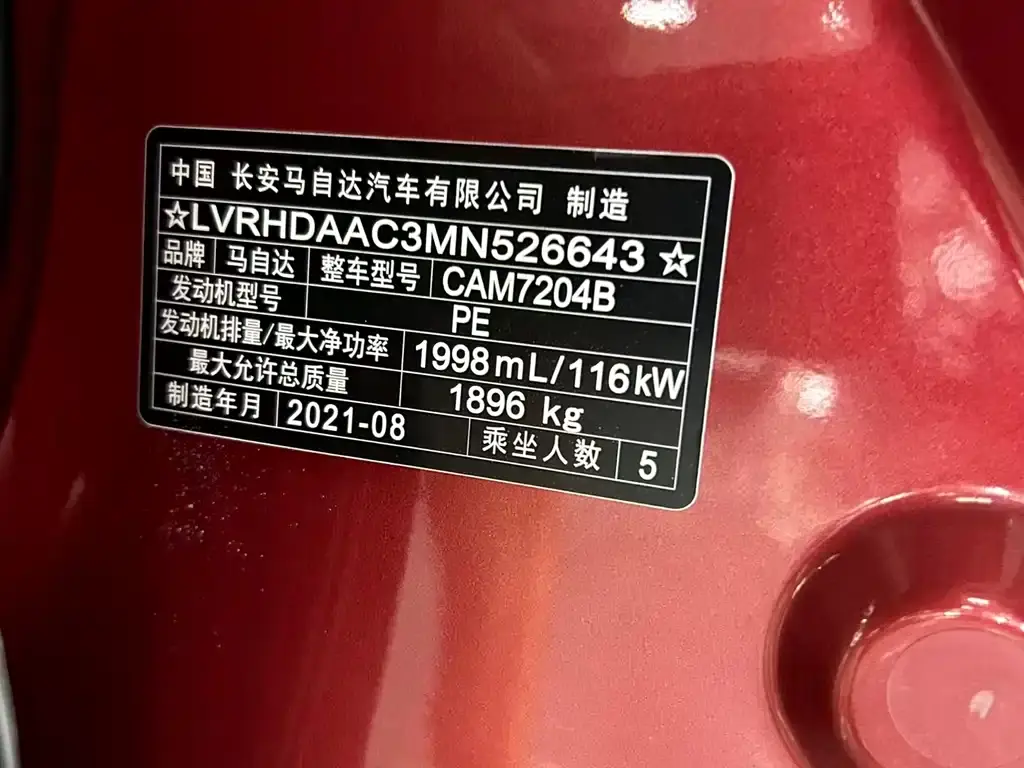 中国 长安马自达汽车有限公司 制造
☆LVRHDAAC3MN526643☆
品牌 马自达 整车型号 CAM7204B
发动机型号 PE
发动机排量/最大净功率 1998mL/116kW
最大允许总质量 1896 kg
制造年月 2021-08 乘坐人数 5